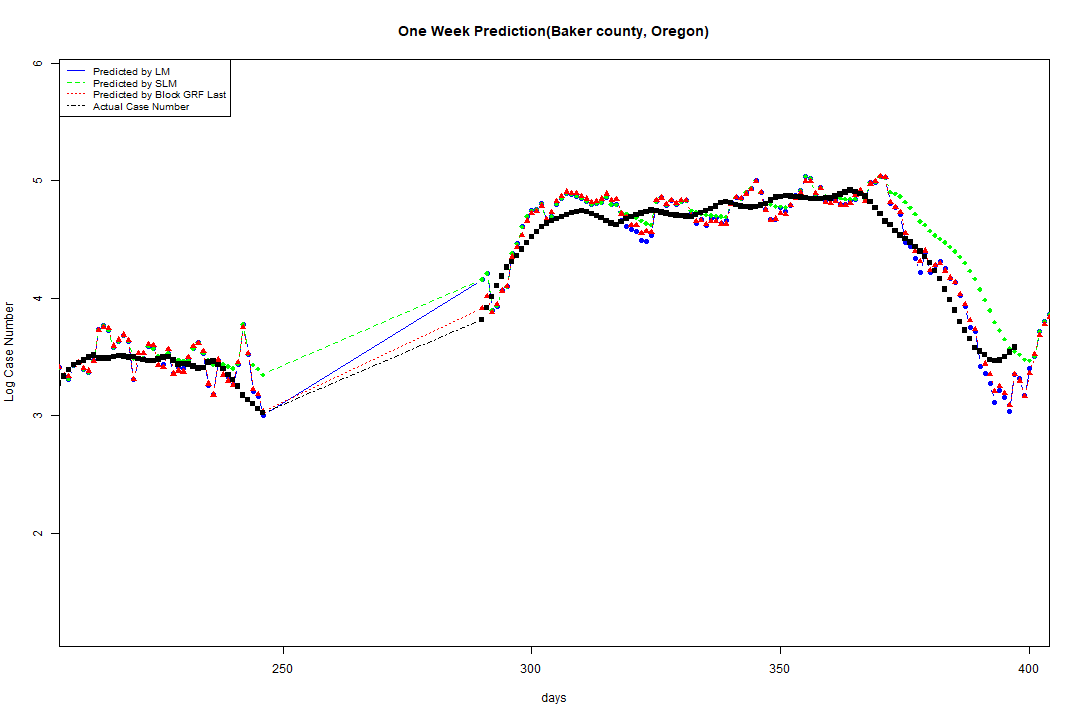 One Week Prediction(Baker county, Oregon)
Predicted by LM
Predicted by SLM
Predicted by Block GRF Last
Actual Case Number
6
5
4
3
2
Log Case Number
250
300
350
400
days